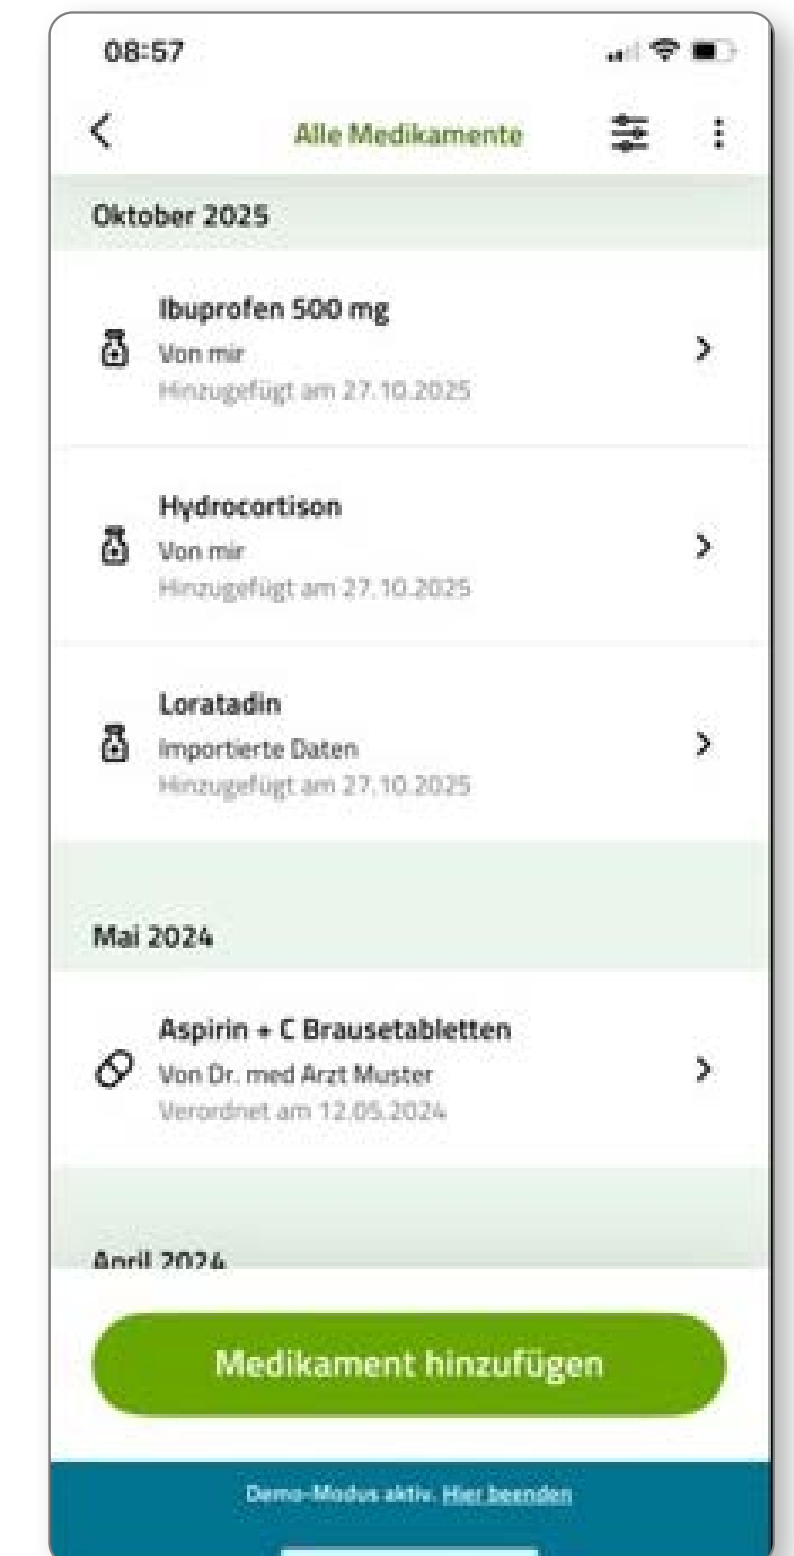 08:57
Alle Medikamente
Oktober 2025
Ibuprofen 500 mg
Von mir
Hinzugefügt am 27.10.2025
Hydrocortison
Von mir
Hinzugefügt am 27.10.2025
Loratadin
Importierte Daten
Hinzugefügt am 27.10.2025
Mai 2024
Aspirin + C Brausetabletten
Von Dr. med Arzt Muster
Verordnet am 12.05.2024
April 2024
Medikament hinzufügen
Demo-Modus aktiv. Hier beenden